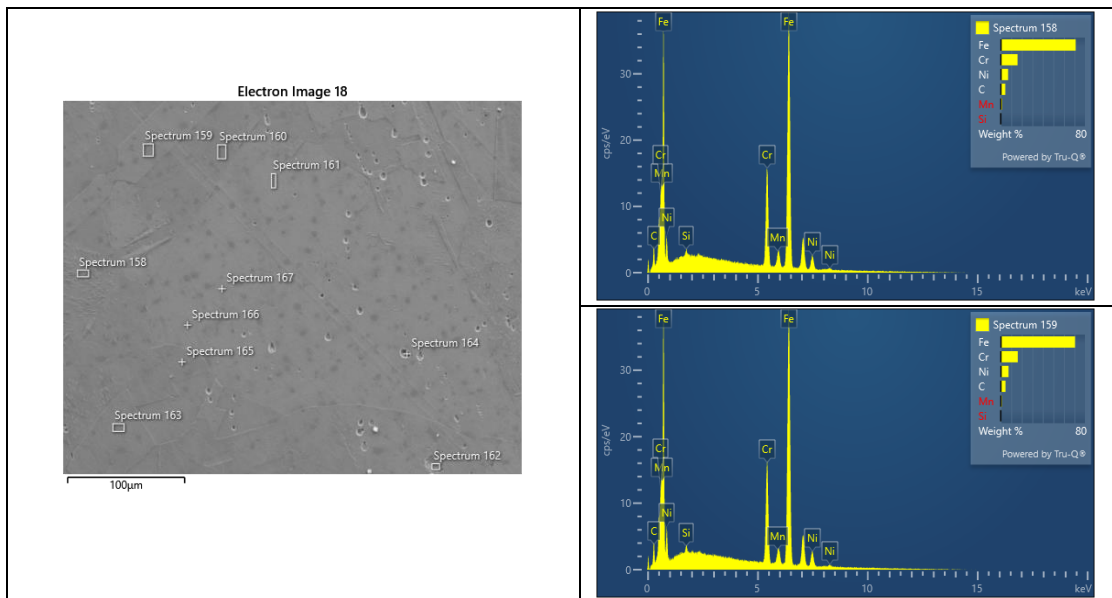 Electron Image 18
Spectrum 159
Spectrum 160
Spectrum 161
Spectrum 158
Spectrum 167
Spectrum 166
Spectrum 165
Spectrum 164
Spectrum 163
Spectrum 162
100µm
Fe
Fe
Cr
Mn
Ni
C
Si
Cr
Mn
Ni
Ni
cps/eV
30
20
10
0
0
5
10
15
keV
Spectrum 158
Fe
Cr
Ni
C
Mn
Si
Weight % 80
Powered by Tru-Q®
Fe
Fe
Cr
Mn
Ni
C
Si
Cr
Mn
Ni
Ni
cps/eV
30
20
10
0
0
5
10
15
keV
Spectrum 159
Fe
Cr
Ni
C
Mn
Si
Weight % 80
Powered by Tru-Q®